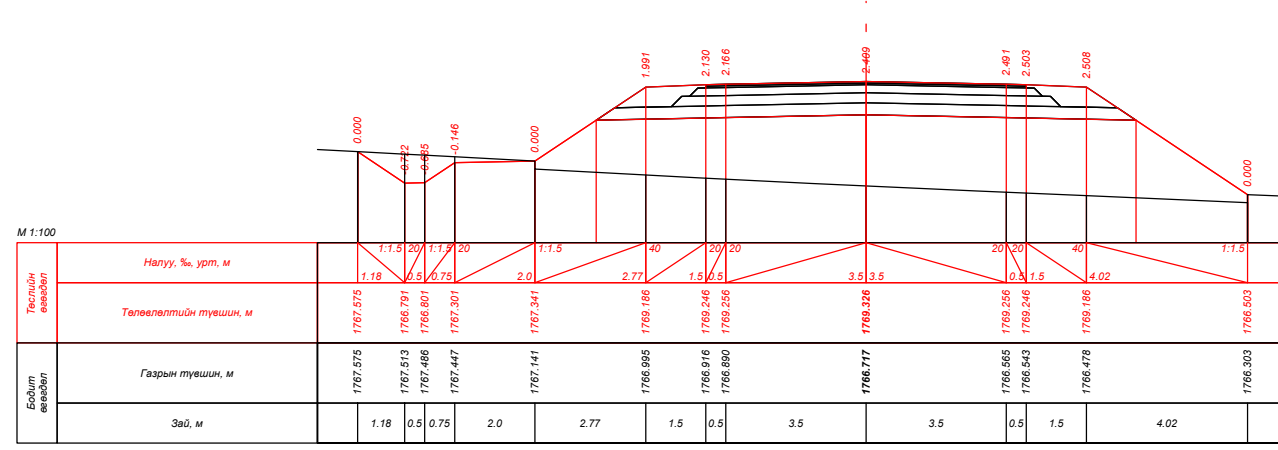 0.000
-0.722
-0.685
-0.146
0.000
1.991
2.130
2.166
2.409
2.491
2.503
2.508
0.000
М 1:100
Төслийн өгөгдөл
Налуу, ‰, урт, м
1:1.5 20 1:1.5 20 1:1.5 40 20 20 20 20 40 1:1.5
1.18 0.5 0.75 2.0 2.77 1.5 0.5 3.5 3.5 0.5 1.5 4.02
Төлөвлөлтийн түвшин, м
1767.575 1766.791 1766.801 1767.301 1767.341 1769.186 1769.246 1769.256 1769.326 1769.256 1769.246 1769.186 1766.503
Бодит өгөгдөл
Газрын түвшин, м
1767.575 1767.513 1767.486 1767.447 1767.141 1766.995 1766.916 1766.890 1766.717 1766.565 1766.543 1766.478 1766.303
Зай, м
1.18 0.5 0.75 2.0 2.77 1.5 0.5 3.5 3.5 0.5 1.5 4.02